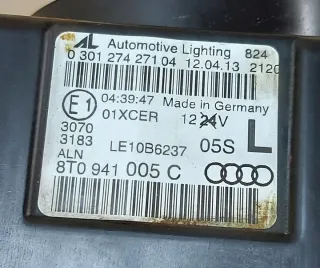 AL Automotive Lighting 824
0 301 274 271 04 12.04.13 2120
E1 04:39:47 Made in Germany
01XCER 12 24V
3070
3183 LE10B6237 05S L
ALN
8T0 941 005 C